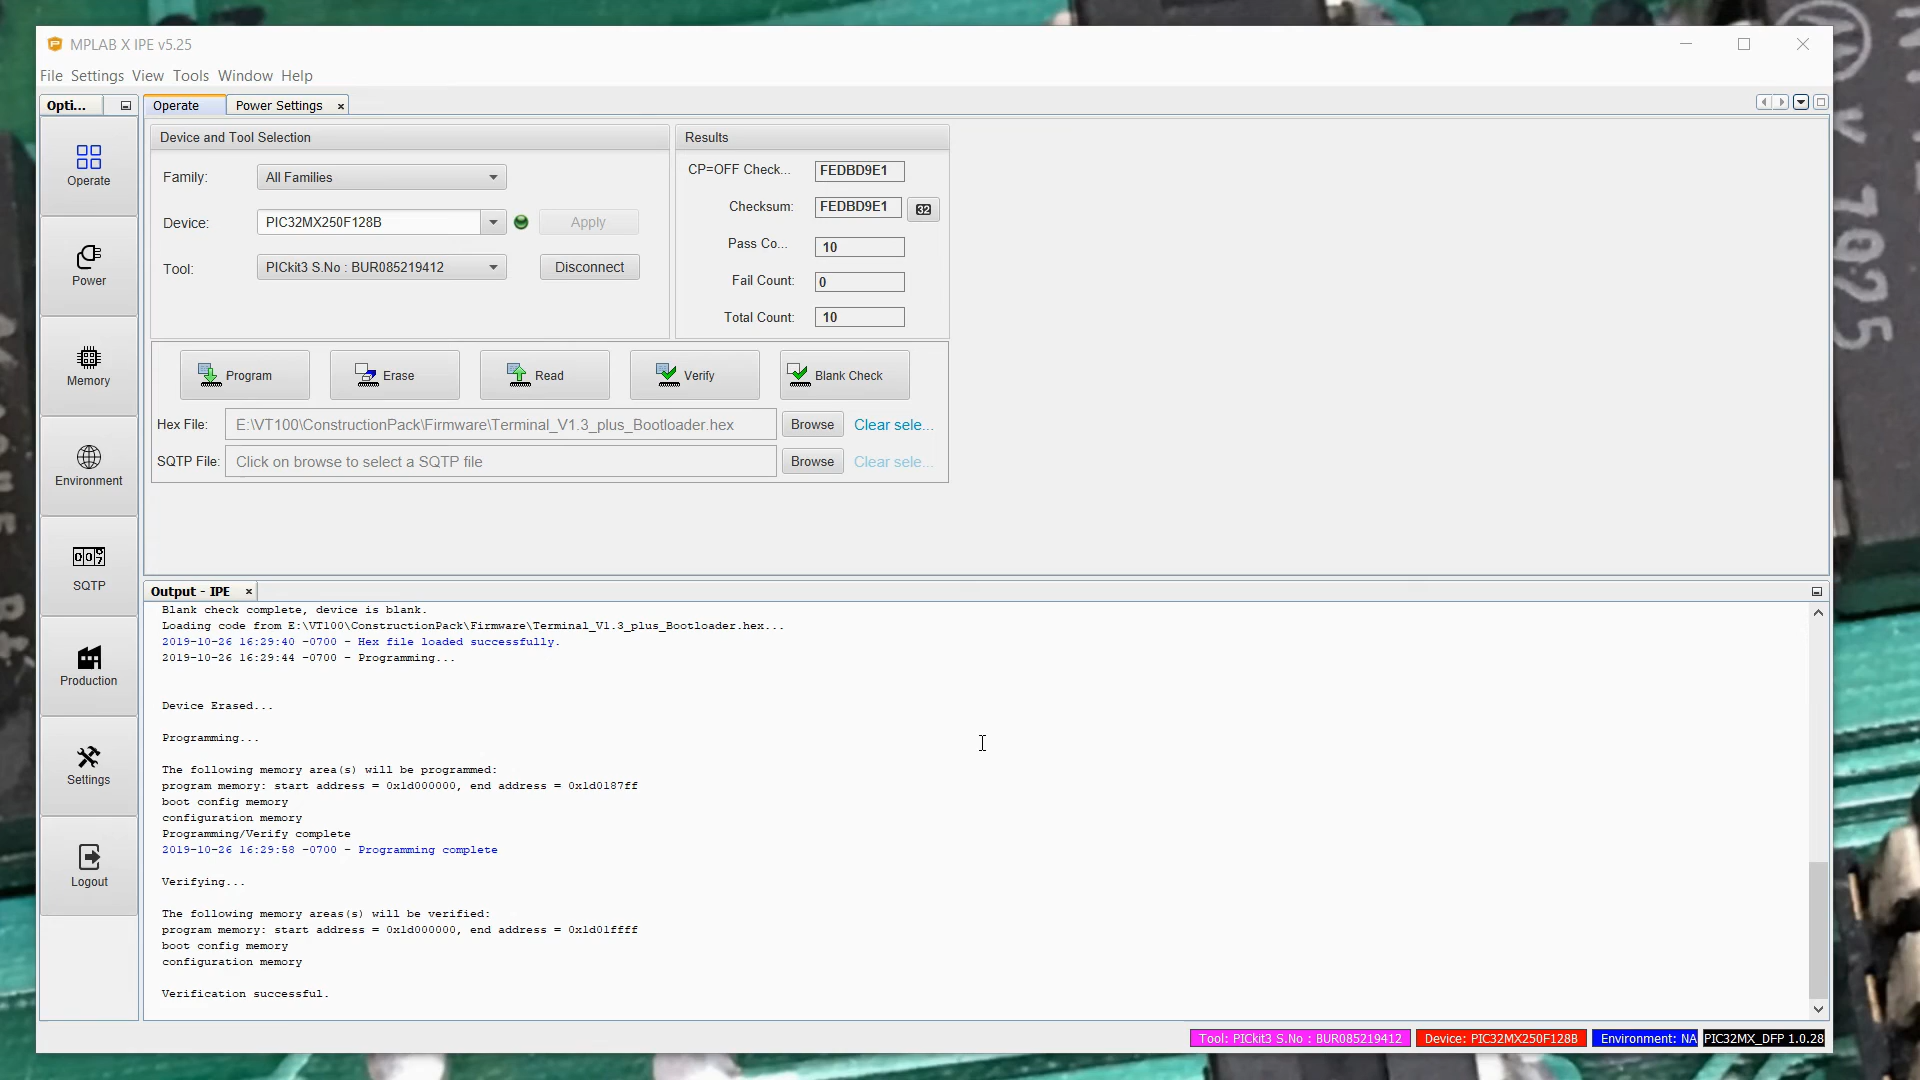 MPLAB X IPE v5.25
File Settings View Tools Window Help
Opti...
Operate
Power Settings
Operate
Power
Memory
Environment
SQTP
Production
Settings
Logout
Device and Tool Selection
Family: All Families
Device: PIC32MX250F128B Apply
Tool: PICkit3 S.No : BUR085219412 Disconnect
Results
CP=OFF Check... FEDBD9E1
Checksum: FEDBD9E1 32
Pass Co... 10
Fail Count: 0
Total Count: 10
Program Erase Read Verify Blank Check
Hex File: E:\VT100\ConstructionPack\Firmware\Terminal_V1.3_plus_Bootloader.hex Browse Clear sele...
SQTP File: Click on browse to select a SQTP file Browse Clear sele...
Output - IPE
Blank check complete, device is blank.
Loading code from E:\VT100\ConstructionPack\Firmware\Terminal_V1.3_plus_Bootloader.hex...
2019-10-26 16:29:40 -0700 - Hex file loaded successfully.
2019-10-26 16:29:44 -0700 - Programming...
Device Erased...
Programming...
The following memory area(s) will be programmed:
program memory: start address = 0x1d000000, end address = 0x1d0187ff
boot config memory
configuration memory
Programming/Verify complete
2019-10-26 16:29:58 -0700 - Programming complete
Verifying...
The following memory areas(s) will be verified:
program memory: start address = 0x1d000000, end address = 0x1d01ffff
boot config memory
configuration memory
Verification successful.
Tool: PICkit3 S.No : BUR085219412 Device: PIC32MX250F128B Environment: NA PIC32MX_DFP 1.0.28
7025